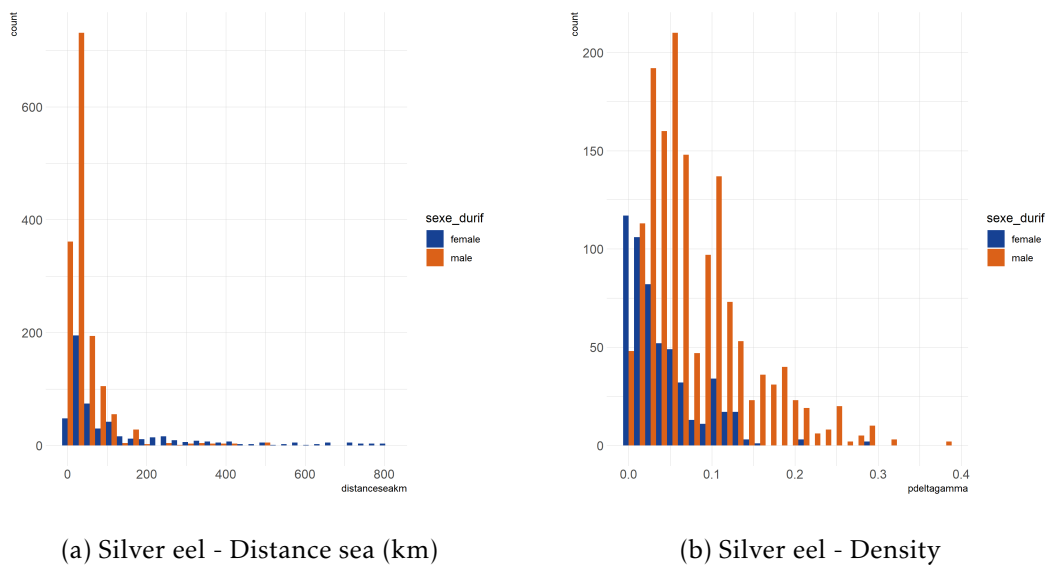 count
600
400
200
0
0
200
400
600
800
distanceseakm
sexe_durif
female
male
(a) Silver eel - Distance sea (km)
count
200
150
100
50
0
0.0
0.1
0.2
0.3
0.4
pdeltagamma
sexe_durif
female
male
(b) Silver eel - Density